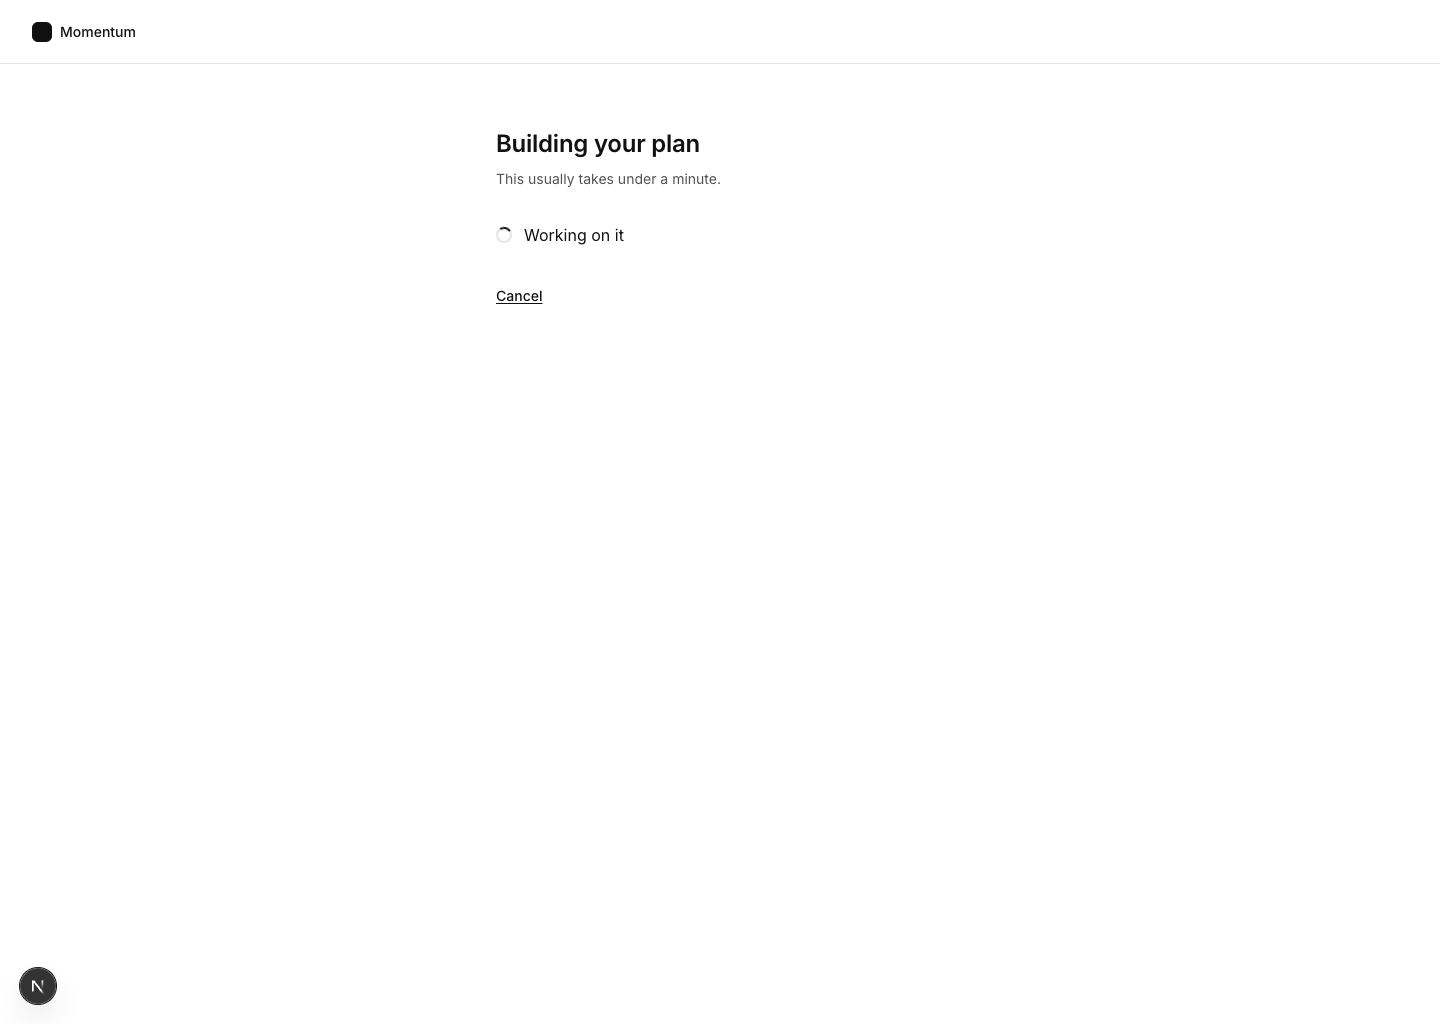 Momentum
Building your plan
This usually takes under a minute.
Working on it
Cancel
N